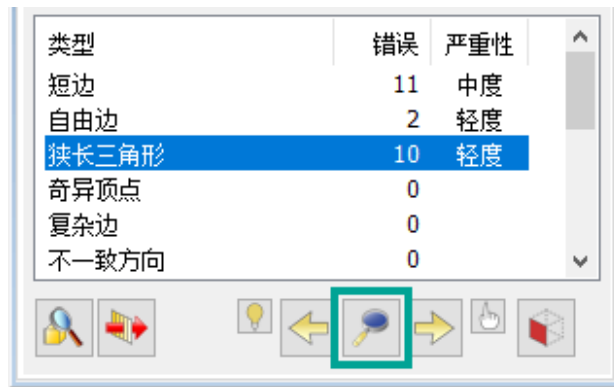 类型 错误 严重性
短边 11 中度
自由边 2 轻度
狭长三角形 10 轻度
奇异顶点 0
复杂边 0
不一致方向 0